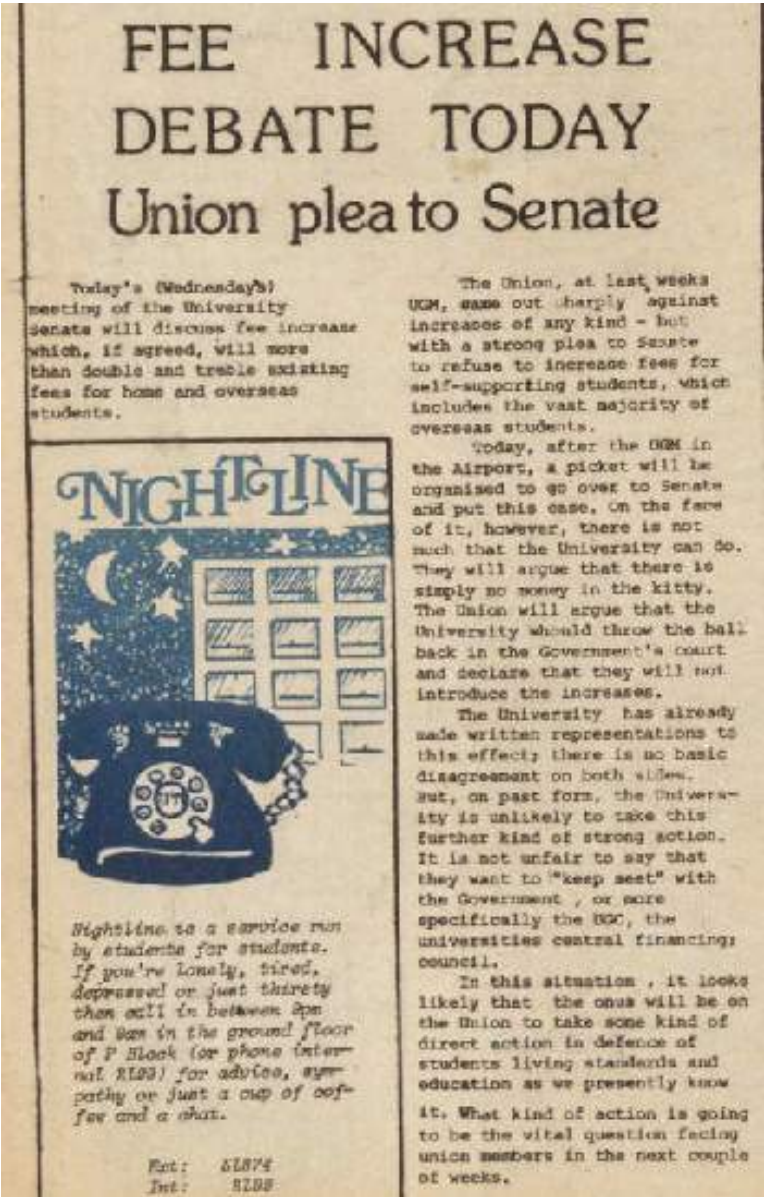 FEE INCREASE
DEBATE TODAY
Union plea to Senate
Today's (Wednesday's)
meeting of the University
senate will discuss fee increase
which, if agreed, will more
than double and treble existing
fees for home and overseas
students.
NIGHTLINE
Nightline is a service run
by students for students.
If you're lonely, tired,
depressed or just thirsty
then call in between 9pm
and 8am in the ground floor
of F Block (or phone inter-
nal) for advice, sym-
pathy or just a cup of cof-
fee and a chat.
Ext:
Int:
The Union, at last weeks
UGM, came out sharply against
increases of any kind - but
with a strong plea to Senate
to refuse to increase fees for
self-supporting students, which
includes the vast majority of
overseas students.
Today, after the UGM in
the Airport, a picket will be
organised to go over to Senate
and put this case. On the face
of it, however, there is not
much that the University can do.
They will argue that there is
simply no money in the kitty.
The Union will argue that the
University should throw the ball
back in the Government's court
and declare that they will not
introduce the increases.
The University has already
made written representations to
this effect; there is no basic
disagreement on both sides.
But, on past form, the Univers-
ity is unlikely to take this
further kind of strong action.
It is not unfair to say that
they want to "keep sweet" with
the Government , or more
specifically the UGC, the
universities central financing;
council.
In this situation , it looks
likely that the onus will be on
the Union to take some kind of
direct action in defence of
students living standards and
education as we presently know
it. What kind of action is going
to be the vital question facing
union members in the next couple
of weeks.